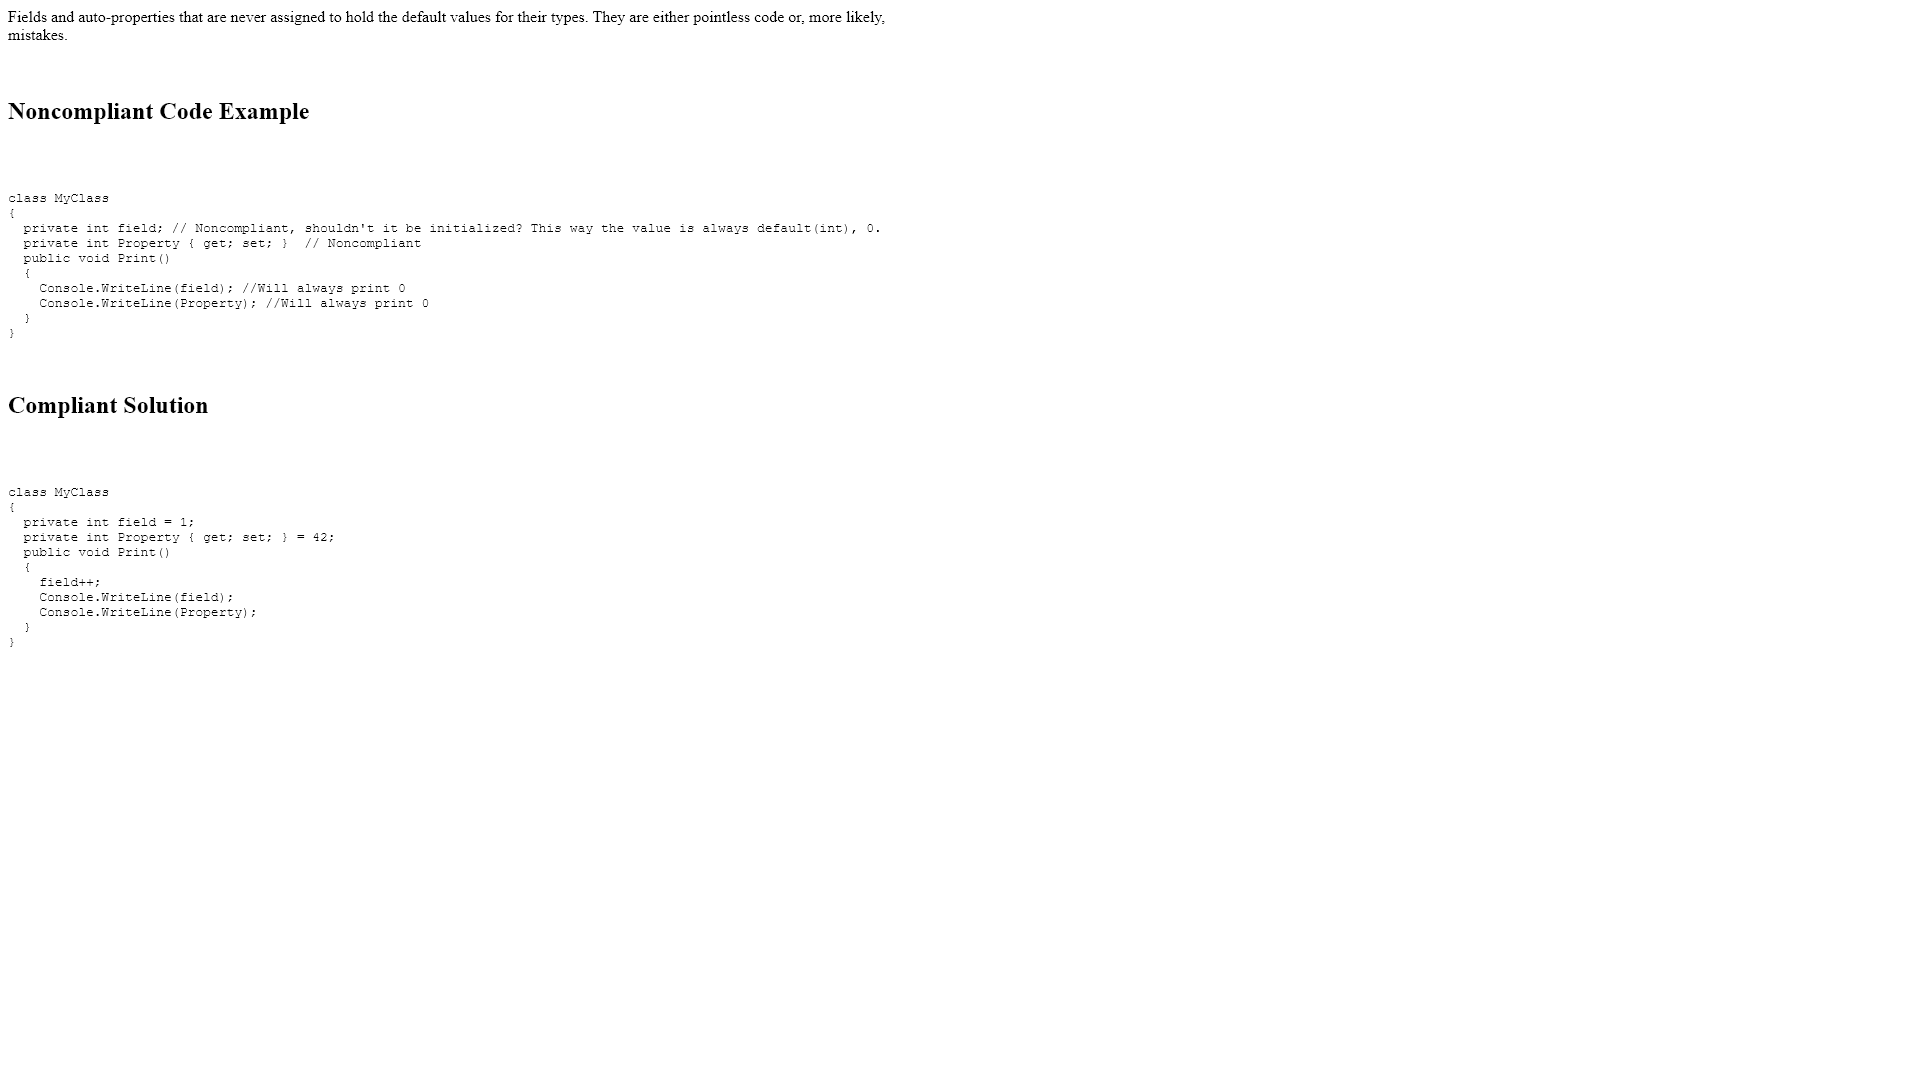 Fields and auto-properties that are never assigned to hold the default values for their types. They are either pointless code or, more likely,
mistakes.
Noncompliant Code Example
class MyClass
{
  private int field; // Noncompliant, shouldn't it be initialized? This way the value is always default(int), 0.
  private int Property { get; set; }  // Noncompliant
  public void Print()
  {
    Console.WriteLine(field); //Will always print 0
    Console.WriteLine(Property); //Will always print 0
  }
}
Compliant Solution
class MyClass
{
  private int field = 1;
  private int Property { get; set; } = 42;
  public void Print()
  {
    field++;
    Console.WriteLine(field);
    Console.WriteLine(Property);
  }
}